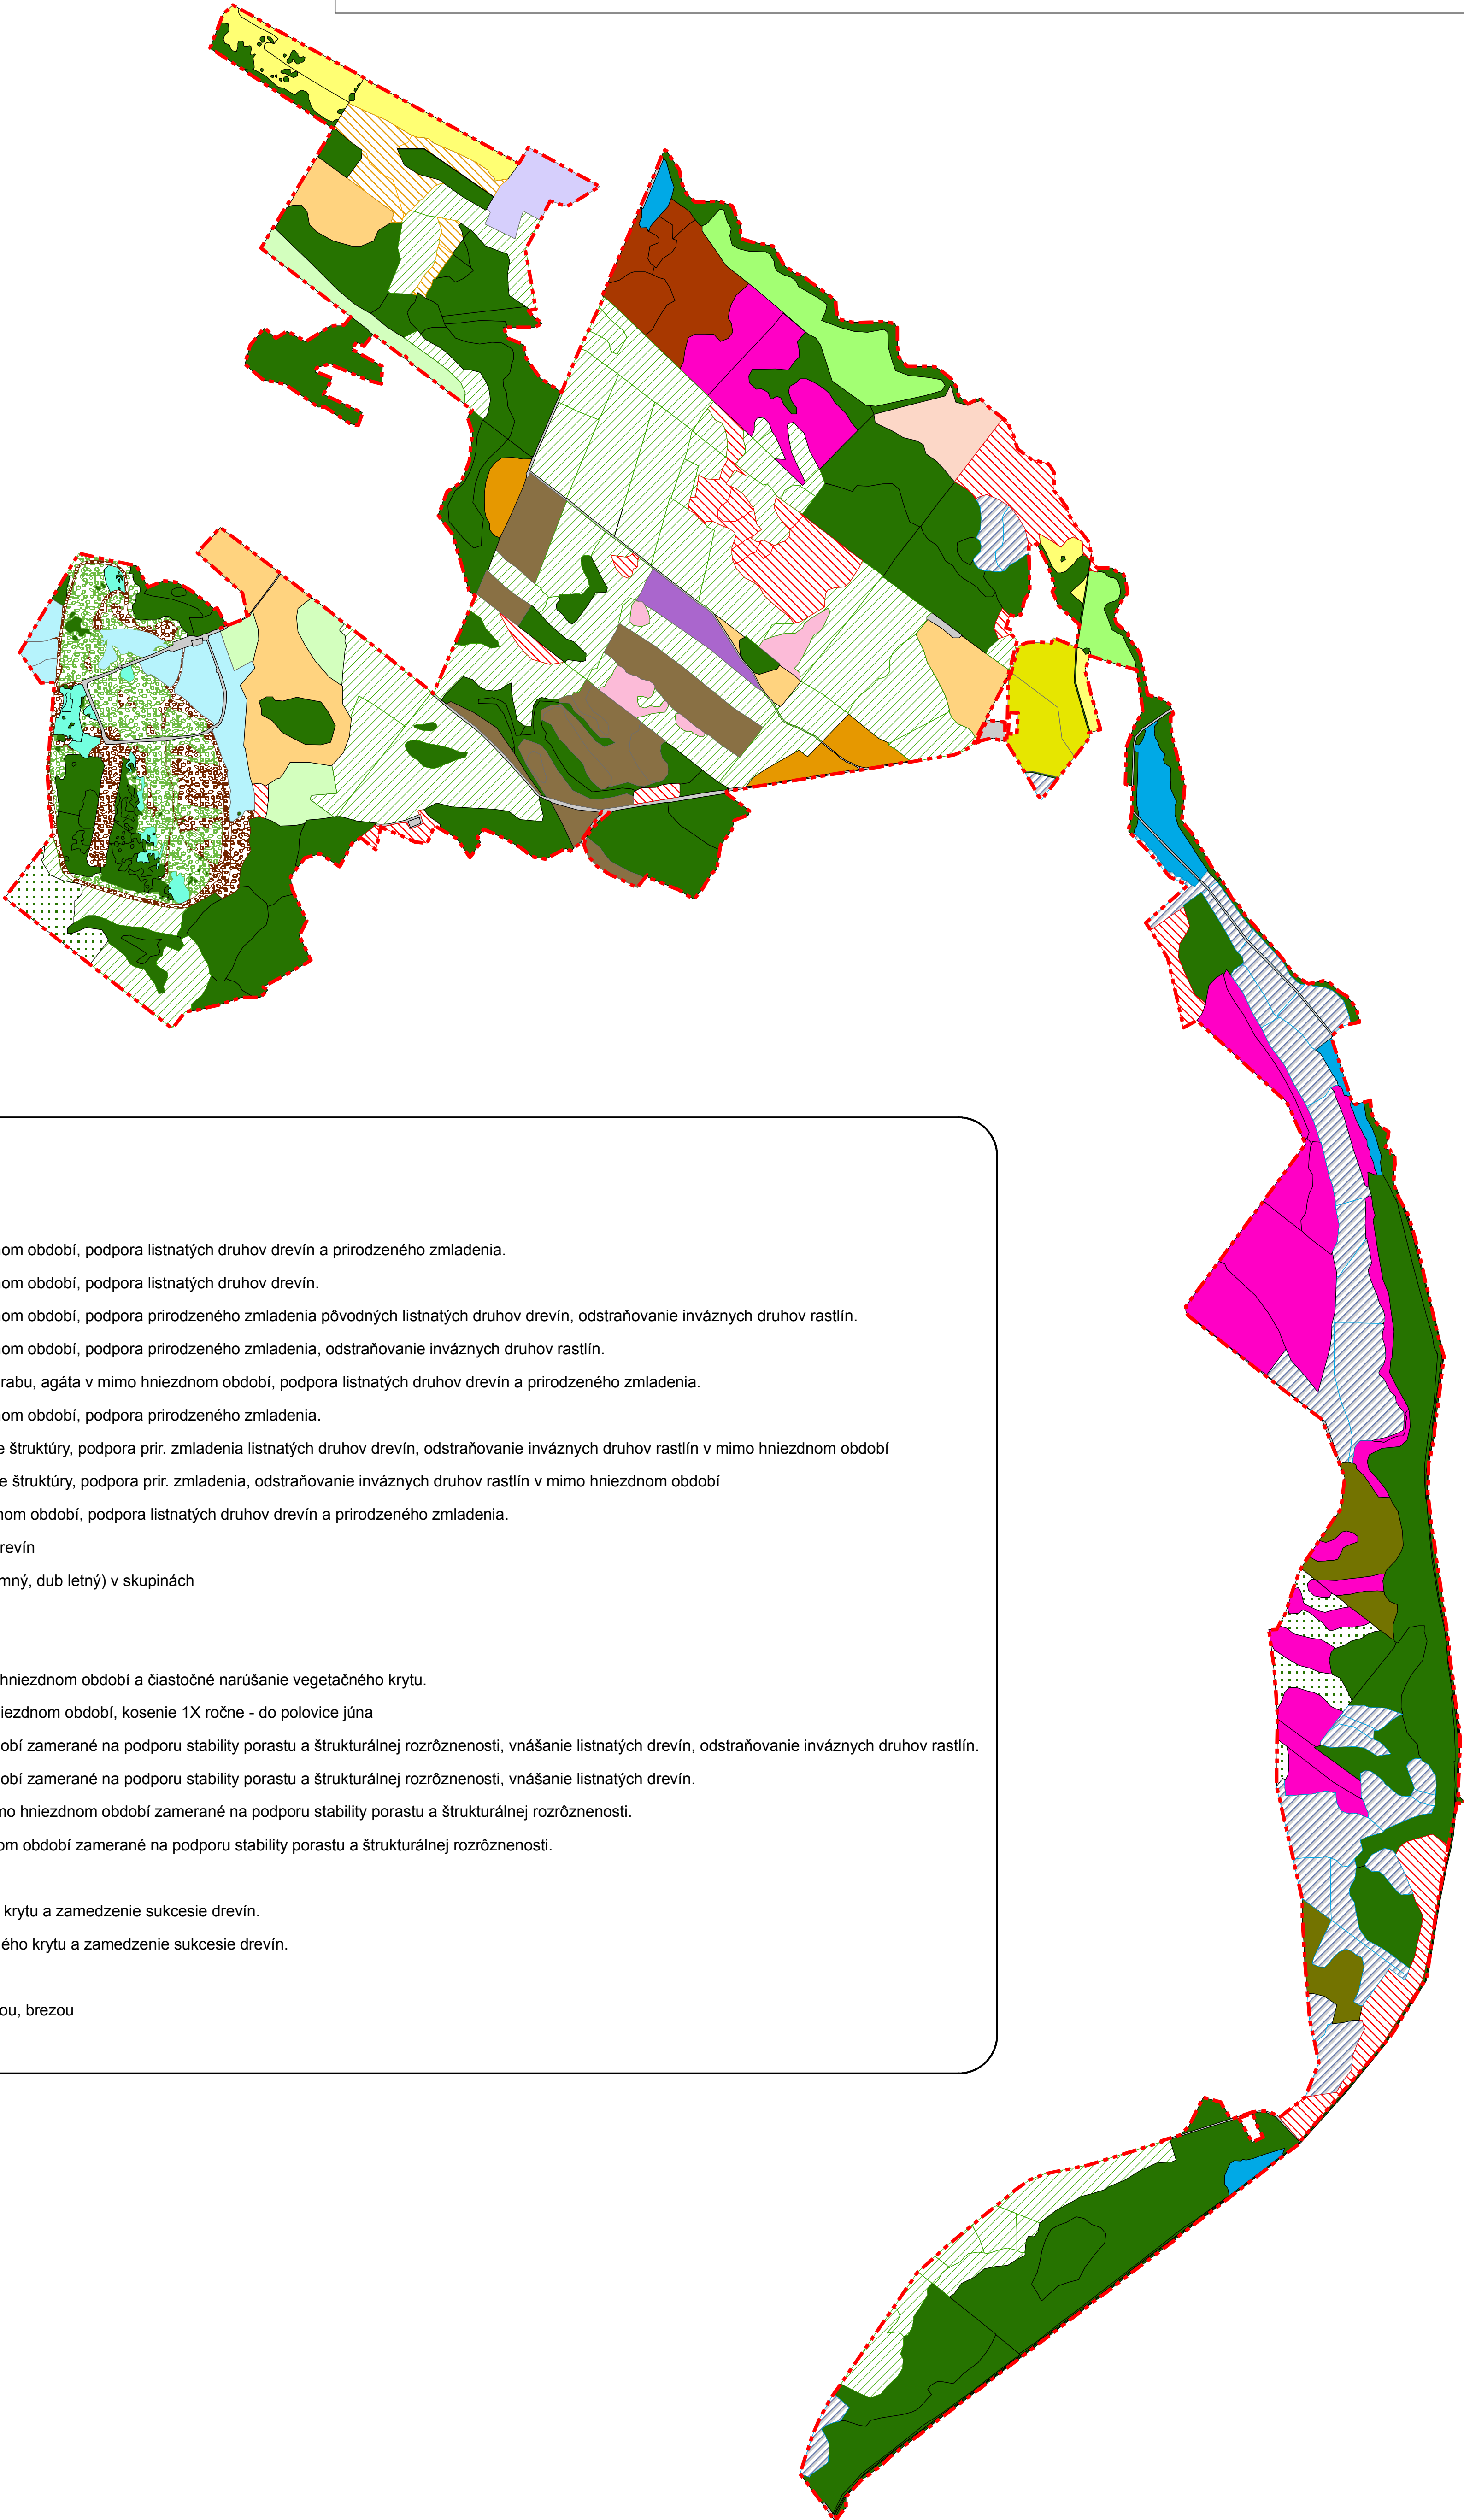 nom období, podpora listnatých druhov drevín a prirodzeného zmladenia.
nom období, podpora listnatých druhov drevín.
nom období, podpora prirodzeného zmladenia pôvodných listnatých druhov drevín, odstraňovanie inváznych druhov rastlín.
nom období, podpora prirodzeného zmladenia, odstraňovanie inváznych druhov rastlín.
rabu, agáta v mimo hniezdnom období, podpora listnatých druhov drevín a prirodzeného zmladenia.
nom období, podpora prirodzeného zmladenia.
e štruktúry, podpora prir. zmladenia listnatých druhov drevín, odstraňovanie inváznych druhov rastlín v mimo hniezdnom období
e štruktúry, podpora prir. zmladenia, odstraňovanie inváznych druhov rastlín v mimo hniezdnom období
nom období, podpora listnatých druhov drevín a prirodzeného zmladenia.
revín
mný, dub letný) v skupinách
hniezdnom období a čiastočné narúšanie vegetačného krytu.
iezdnom období, kosenie 1X ročne - do polovice júna
obí zamerané na podporu stability porastu a štrukturálnej rozrôznenosti, vnášanie listnatých drevín, odstraňovanie inváznych druhov rastlín.
obí zamerané na podporu stability porastu a štrukturálnej rozrôznenosti, vnášanie listnatých drevín.
mo hniezdnom období zamerané na podporu stability porastu a štrukturálnej rozrôznenosti.
om období zamerané na podporu stability porastu a štrukturálnej rozrôznenosti.
krytu a zamedzenie sukcesie drevín.
ého krytu a zamedzenie sukcesie drevín.
ou, brezou